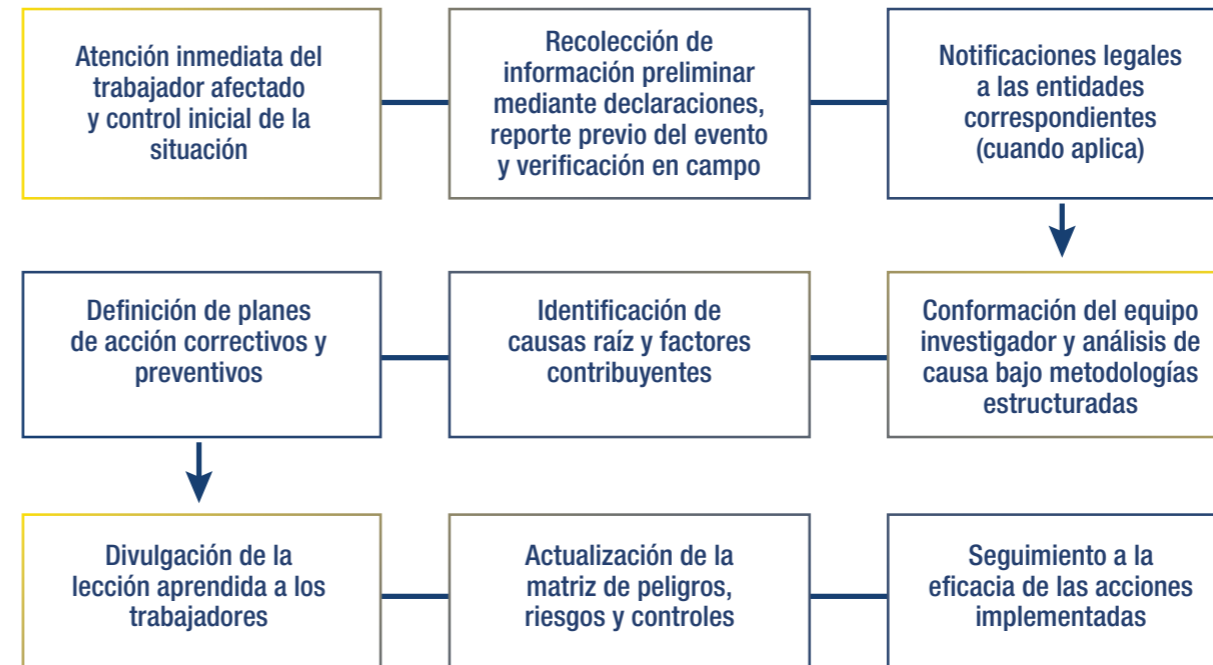 Atención inmediata del
trabajador afectado
y control inicial de la
situación
Recolección de
información preliminar
mediante declaraciones,
reporte previo del evento
y verificación en campo
Notificaciones legales
a las entidades
correspondientes
(cuando aplica)
Conformación del equipo
investigador y análisis de
causa bajo metodologías
estructuradas
Identificación de
causas raíz y factores
contribuyentes
Definición de planes
de acción correctivos y
preventivos
Divulgación de la
lección aprendida a los
trabajadores
Actualización de la
matriz de peligros,
riesgos y controles
Seguimiento a la
eficacia de las acciones
implementadas